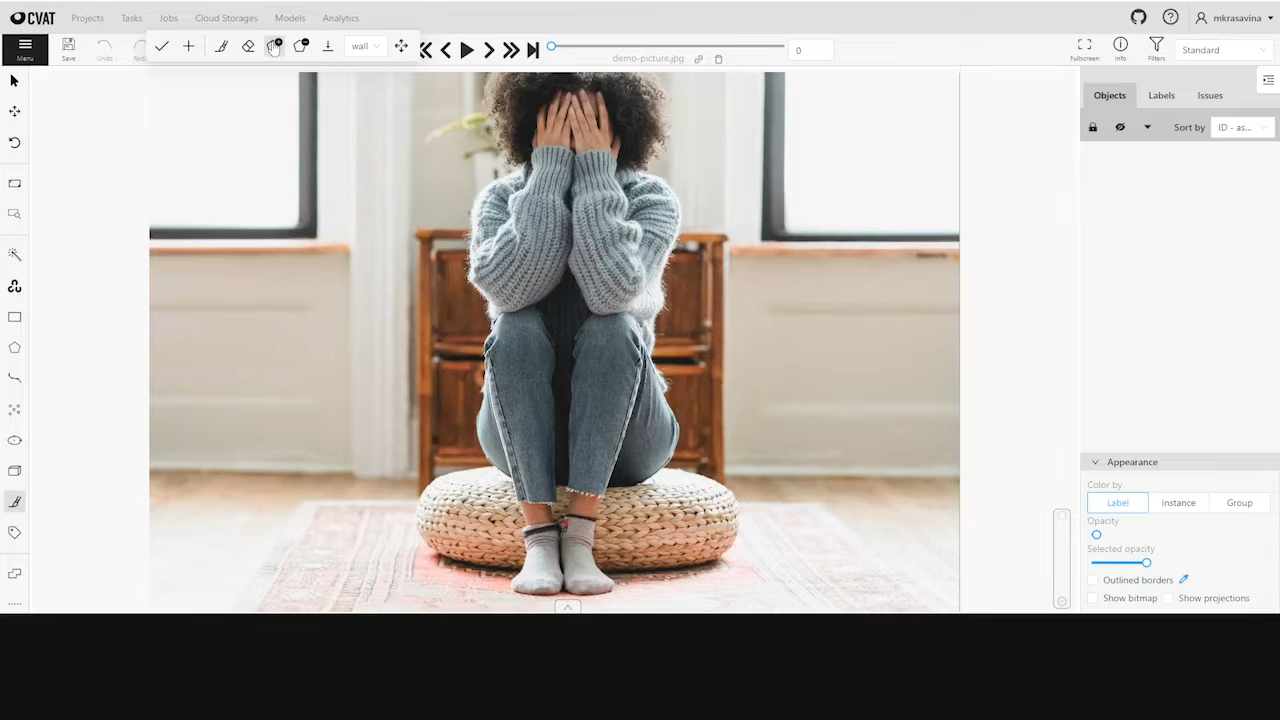 CVAT Projects Tasks Jobs Cloud Storages Models Analytics mkrasavina
Menu Save Undo wall 0 Fullscreen Info Filters Standard
demo-picture.jpg
Objects Labels Issues
Sort by ID - as...
Appearance
Color by
Label Instance Group
Opacity
Selected opacity
Outlined borders
Show bitmap Show projections